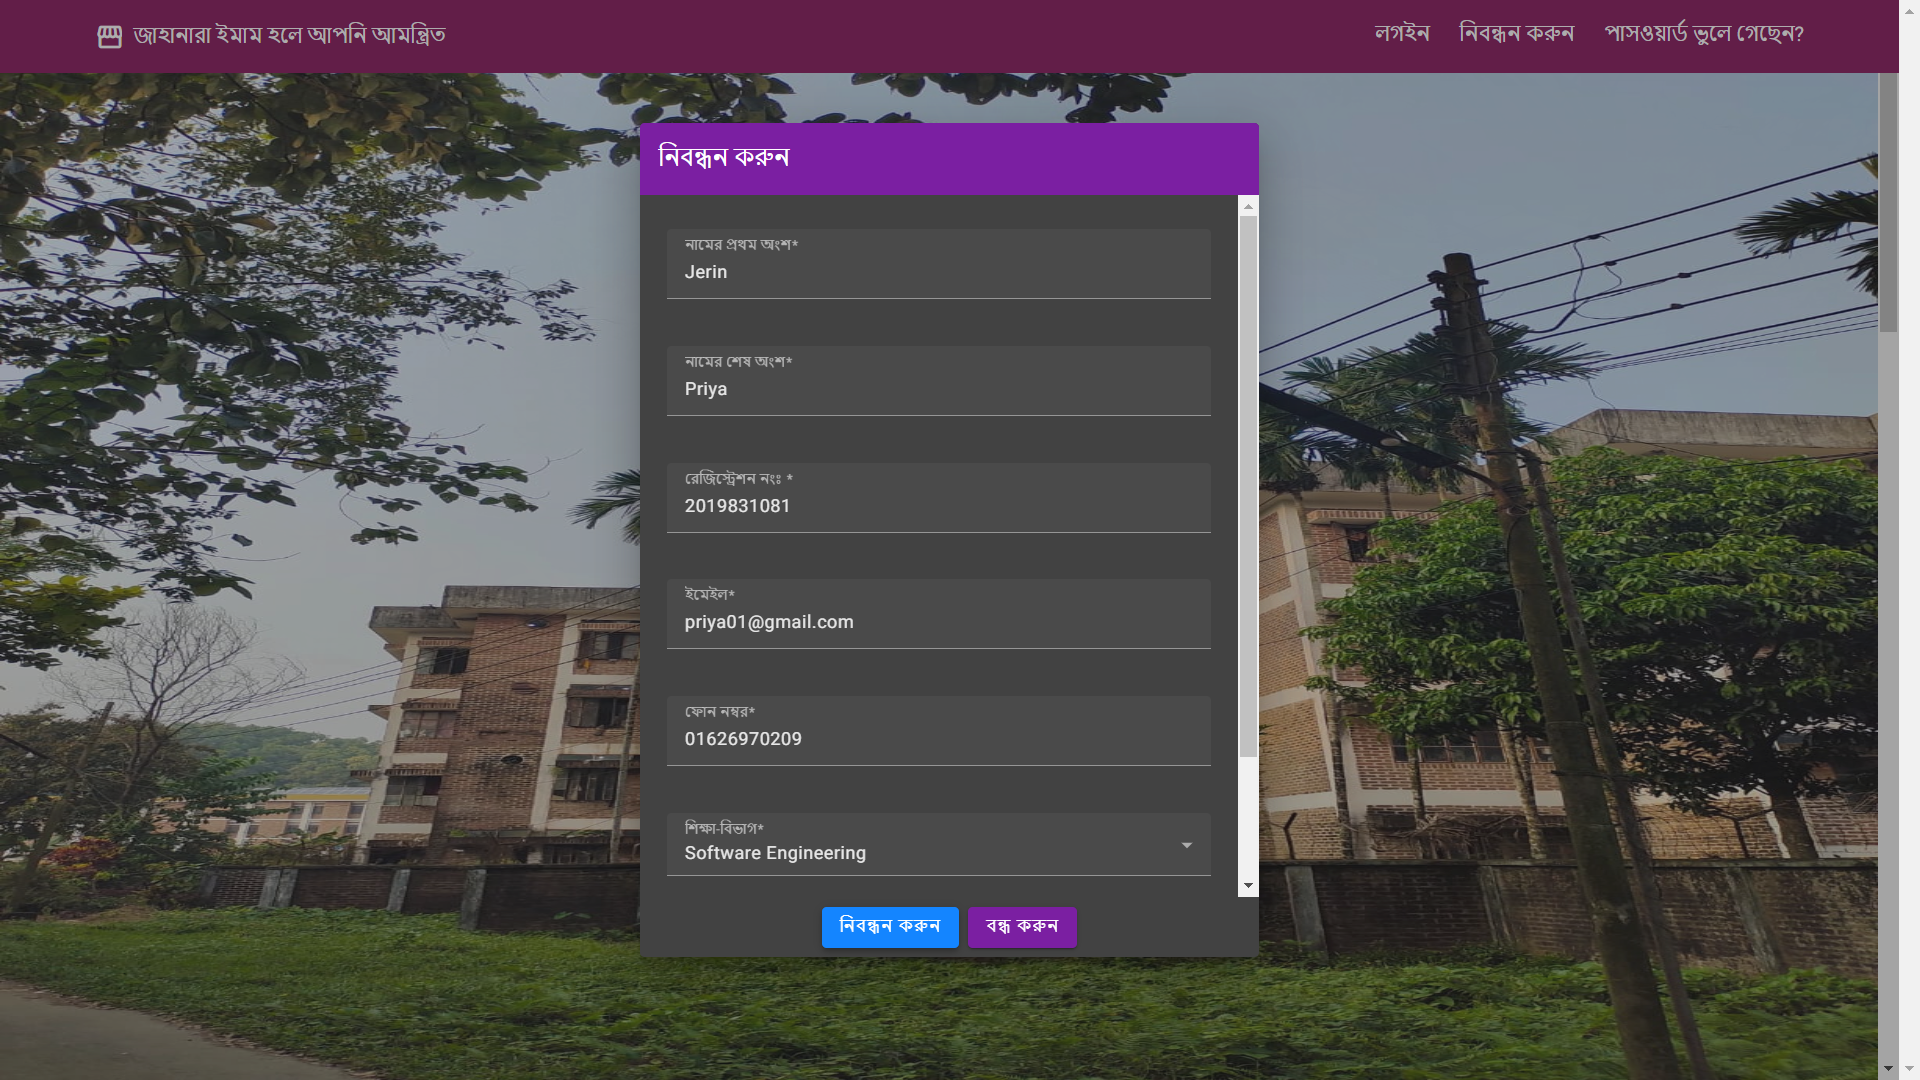 জাহানারা ইমাম হলে আপনি আমন্ত্রিত
লগইন
নিবন্ধন করুন
পাসওয়ার্ড ভুলে গেছেন?
নিবন্ধন করুন
নামের প্রথম অংশ*
Jerin
নামের শেষ অংশ*
Priya
রেজিস্ট্রেশন নংঃ *
2019831081
ইমেইল*
priya01@gmail.com
ফোন নম্বর*
01626970209
শিক্ষা-বিভাগ*
Software Engineering
নিবন্ধন করুন
বন্ধ করুন